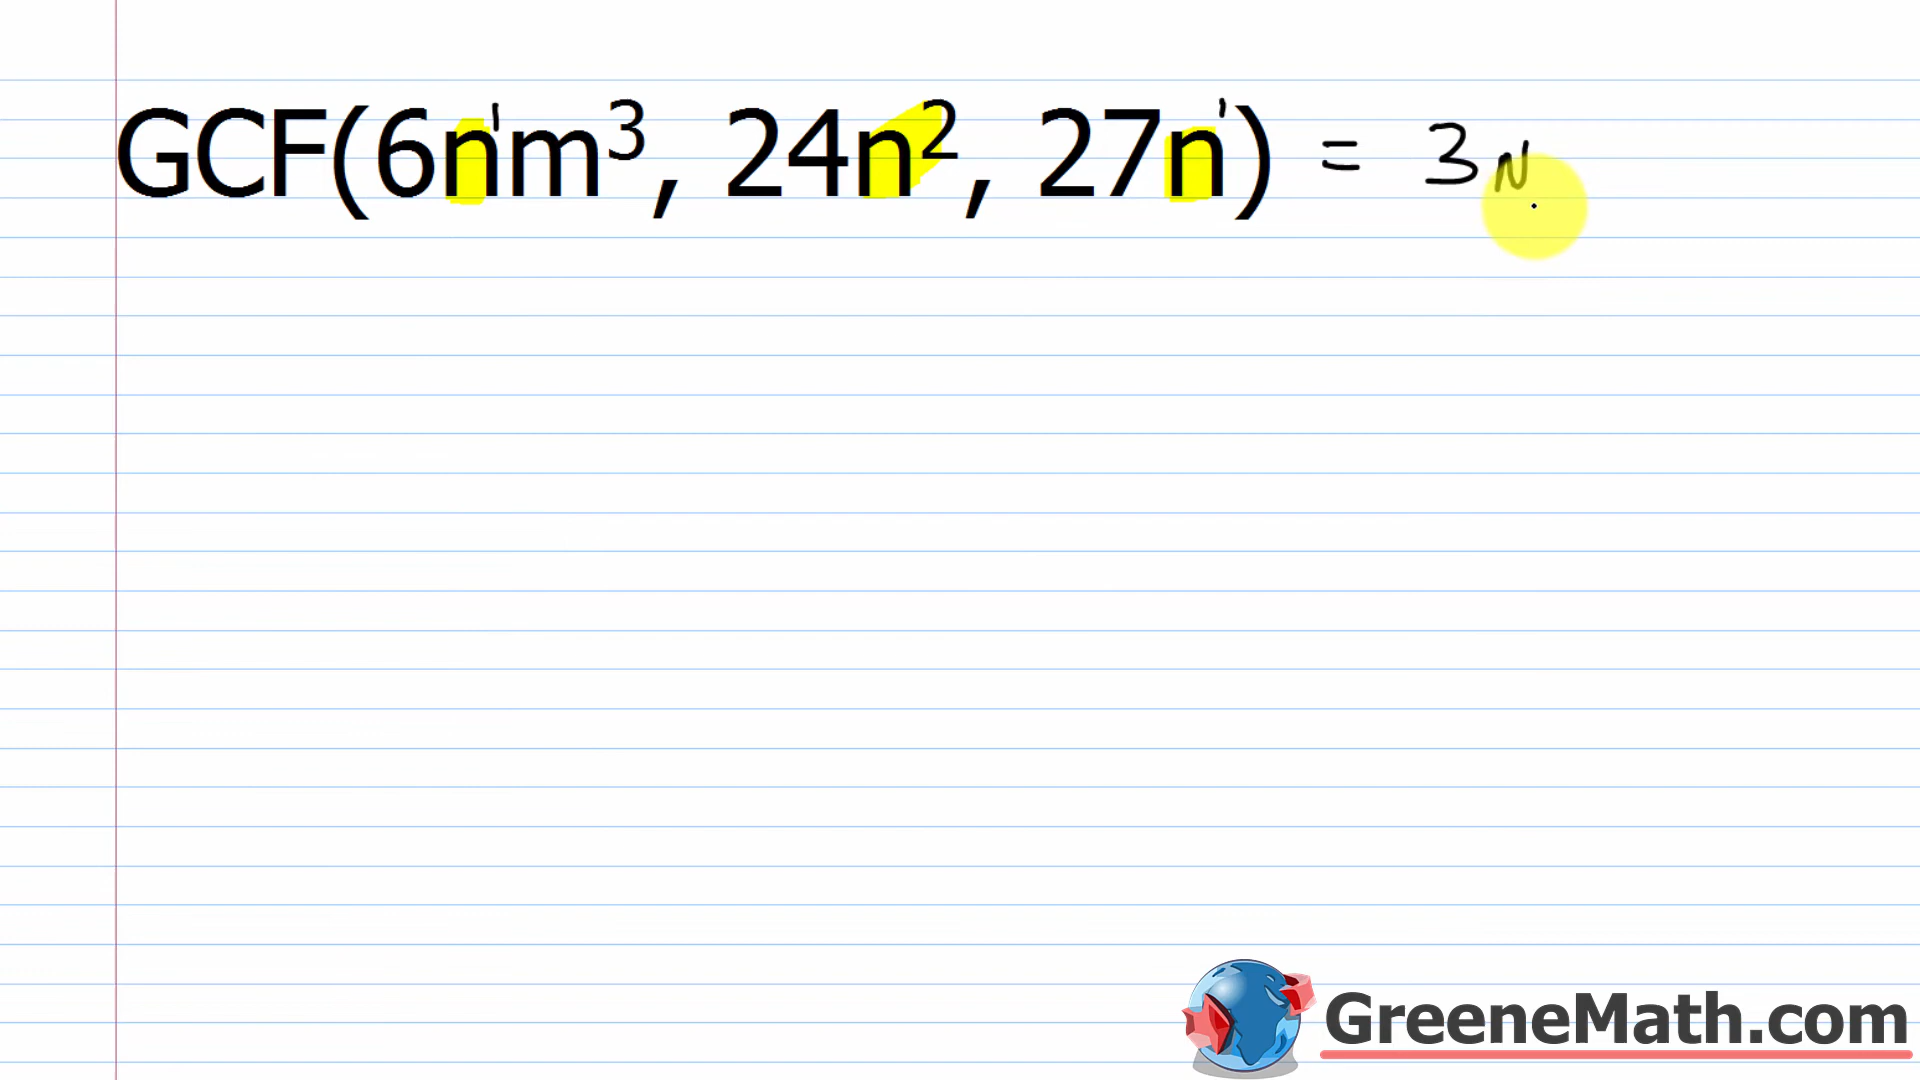 GCF(6n¹m³, 24n², 27n¹) = 3n
GreeneMath.com